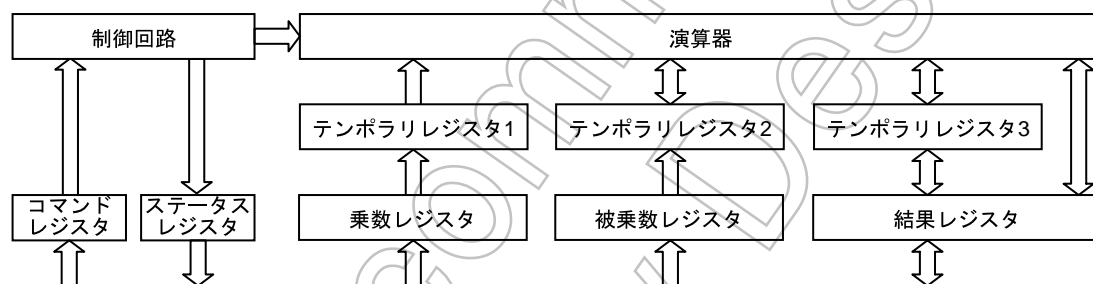 制御回路
演算器
テンポラリレジスタ1
テンポラリレジスタ2
テンポラリレジスタ3
コマンド
レジスタ
ステータス
レジスタ
乗数レジスタ
被乗数レジスタ
結果レジスタ